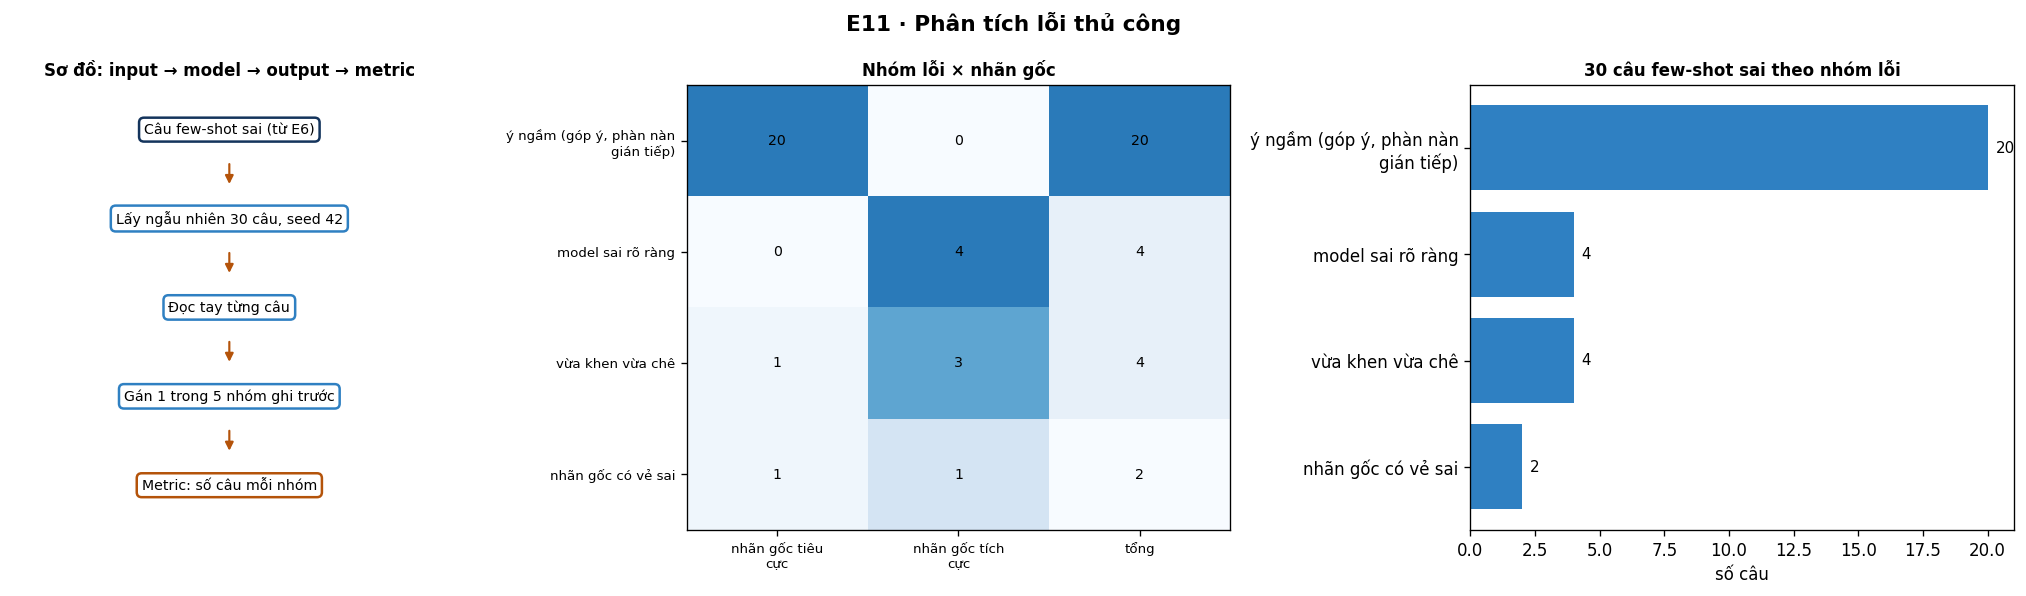 E11 · Phân tích lỗi thủ công
Sơ đồ: input → model → output → metric
Câu few-shot sai (từ E6)
Lấy ngẫu nhiên 30 câu, seed 42
Đọc tay từng câu
Gán 1 trong 5 nhóm ghi trước
Metric: số câu mỗi nhóm
Nhóm lỗi × nhãn gốc
ý ngầm (góp ý, phàn nàn
gián tiếp)
20 0 20
model sai rõ ràng
0 4 4
vừa khen vừa chê
1 3 4
nhãn gốc có vẻ sai
1 1 2
nhãn gốc tiêu
cực
nhãn gốc tích
cực
tổng
30 câu few-shot sai theo nhóm lỗi
ý ngầm (góp ý, phàn nàn
gián tiếp)
20
model sai rõ ràng
4
vừa khen vừa chê
4
nhãn gốc có vẻ sai
2
0.0 2.5 5.0 7.5 10.0 12.5 15.0 17.5 20.0
số câu